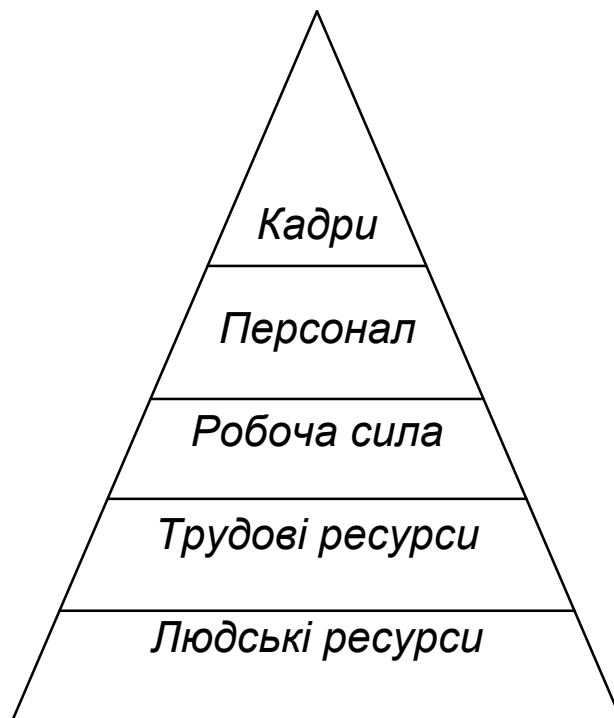 Кадри
Персонал
Робоча сила
Трудові ресурси
Людські ресурси